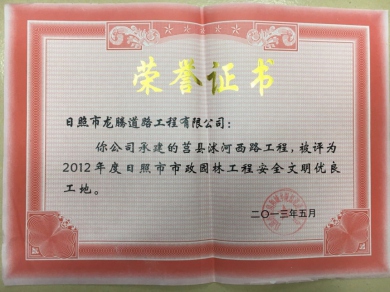 荣誉证书
日照市龙腾道路工程有限公司:
你公司承建的莒县沭河西路工程,被评为
2012年度日照市市政园林工程安全文明优良
工地。
二〇一三年五月